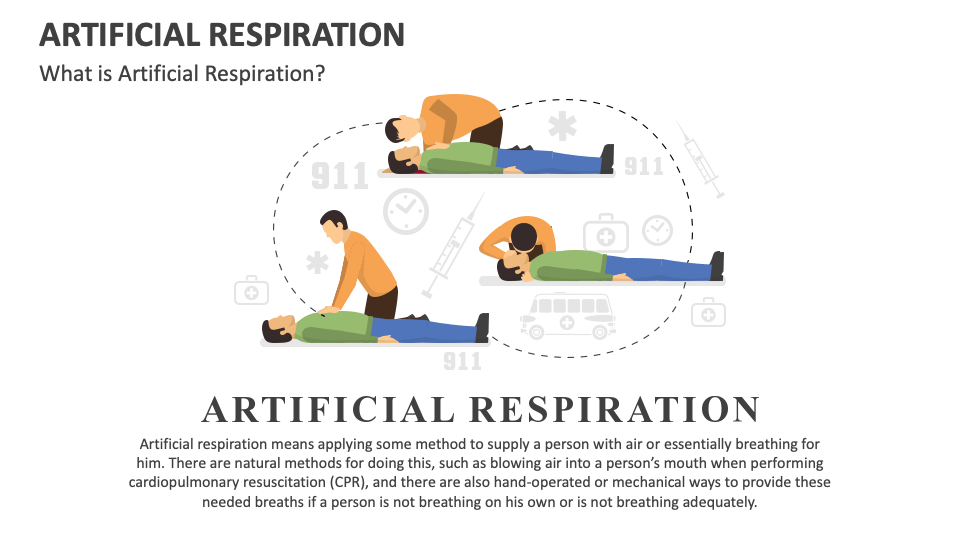 ARTIFICIAL RESPIRATION
What is Artificial Respiration?
911
911
911
ARTIFICIAL RESPIRATION
Artificial respiration means applying some method to supply a person with air or essentially breathing for
him. There are natural methods for doing this, such as blowing air into a person’s mouth when performing
cardiopulmonary resuscitation (CPR), and there are also hand-operated or mechanical ways to provide these
needed breaths if a person is not breathing on his own or is not breathing adequately.